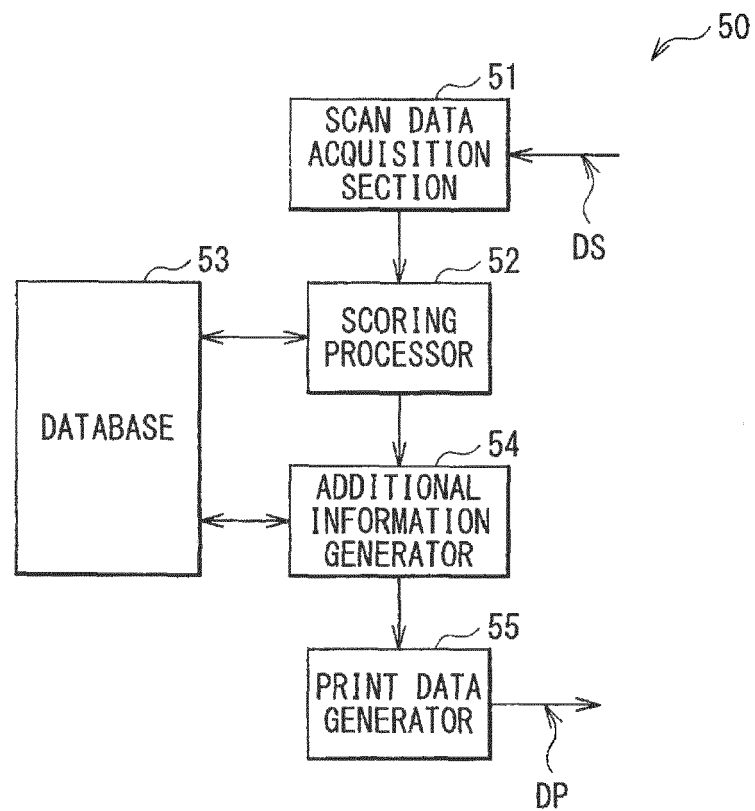 50
51
SCAN DATA
ACQUISITION
SECTION
DS
53
52
SCORING
PROCESSOR
DATABASE
54
ADDITIONAL
INFORMATION
GENERATOR
55
PRINT DATA
GENERATOR
DP